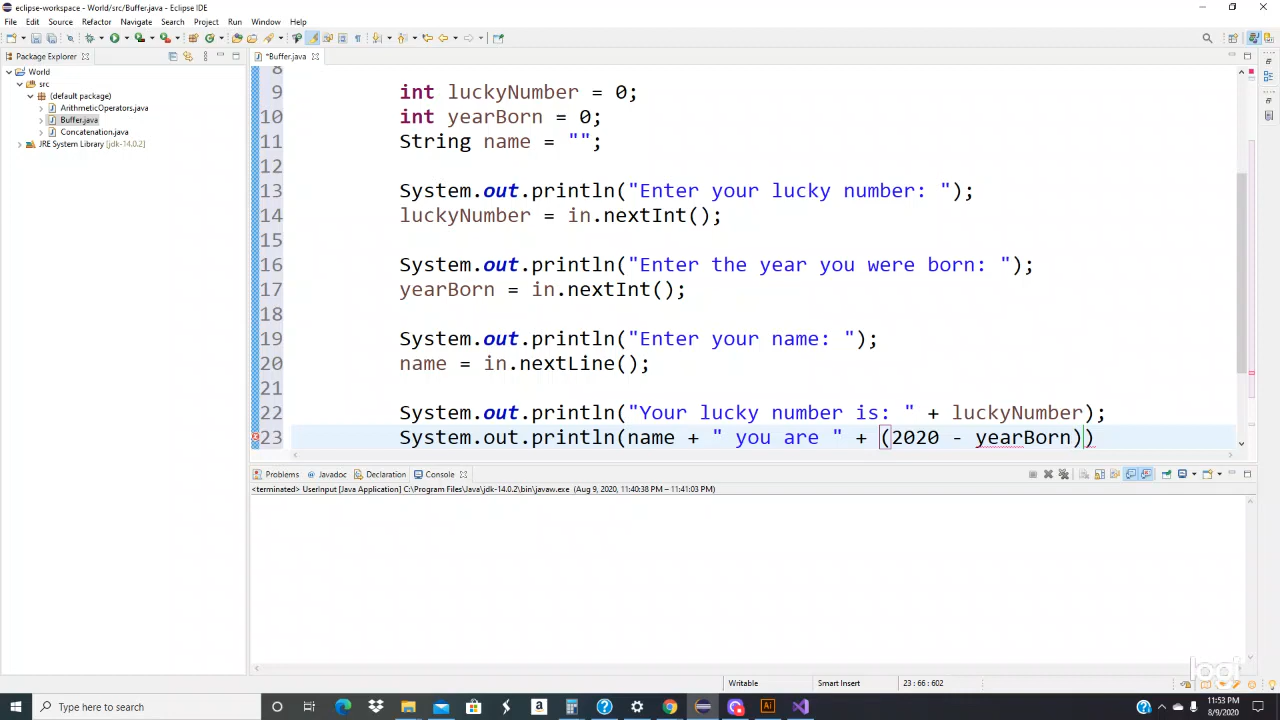 eclipse-workspace - World/src/Buffer.java - Eclipse IDE
File Edit Source Refactor Navigate Search Project Run Window Help
Package Explorer
*Buffer.java
World
src
(default package)
ArithmeticOperators.java
Buffer.java
Concatenation.java
JRE System Library [jdk-14.0.2]
8
9 int luckyNumber = 0;
10 int yearBorn = 0;
11 String name = "";
12
13 System.out.println("Enter your lucky number: ");
14 luckyNumber = in.nextInt();
15
16 System.out.println("Enter the year you were born: ");
17 yearBorn = in.nextInt();
18
19 System.out.println("Enter your name: ");
20 name = in.nextLine();
21
22 System.out.println("Your lucky number is: " + luckyNumber);
23 System.out.println(name + " you are " + (2020 - yearBorn))
Problems Javadoc Declaration Console
<terminated> UserInput [Java Application] C:\Program Files\Java\jdk-14.0.2\bin\javaw.exe (Aug 9, 2020, 11:40:38 PM – 11:41:03 PM)
logi
Writable Smart Insert 23 : 66 : 602
Type here to search
11:53 PM
8/9/2020